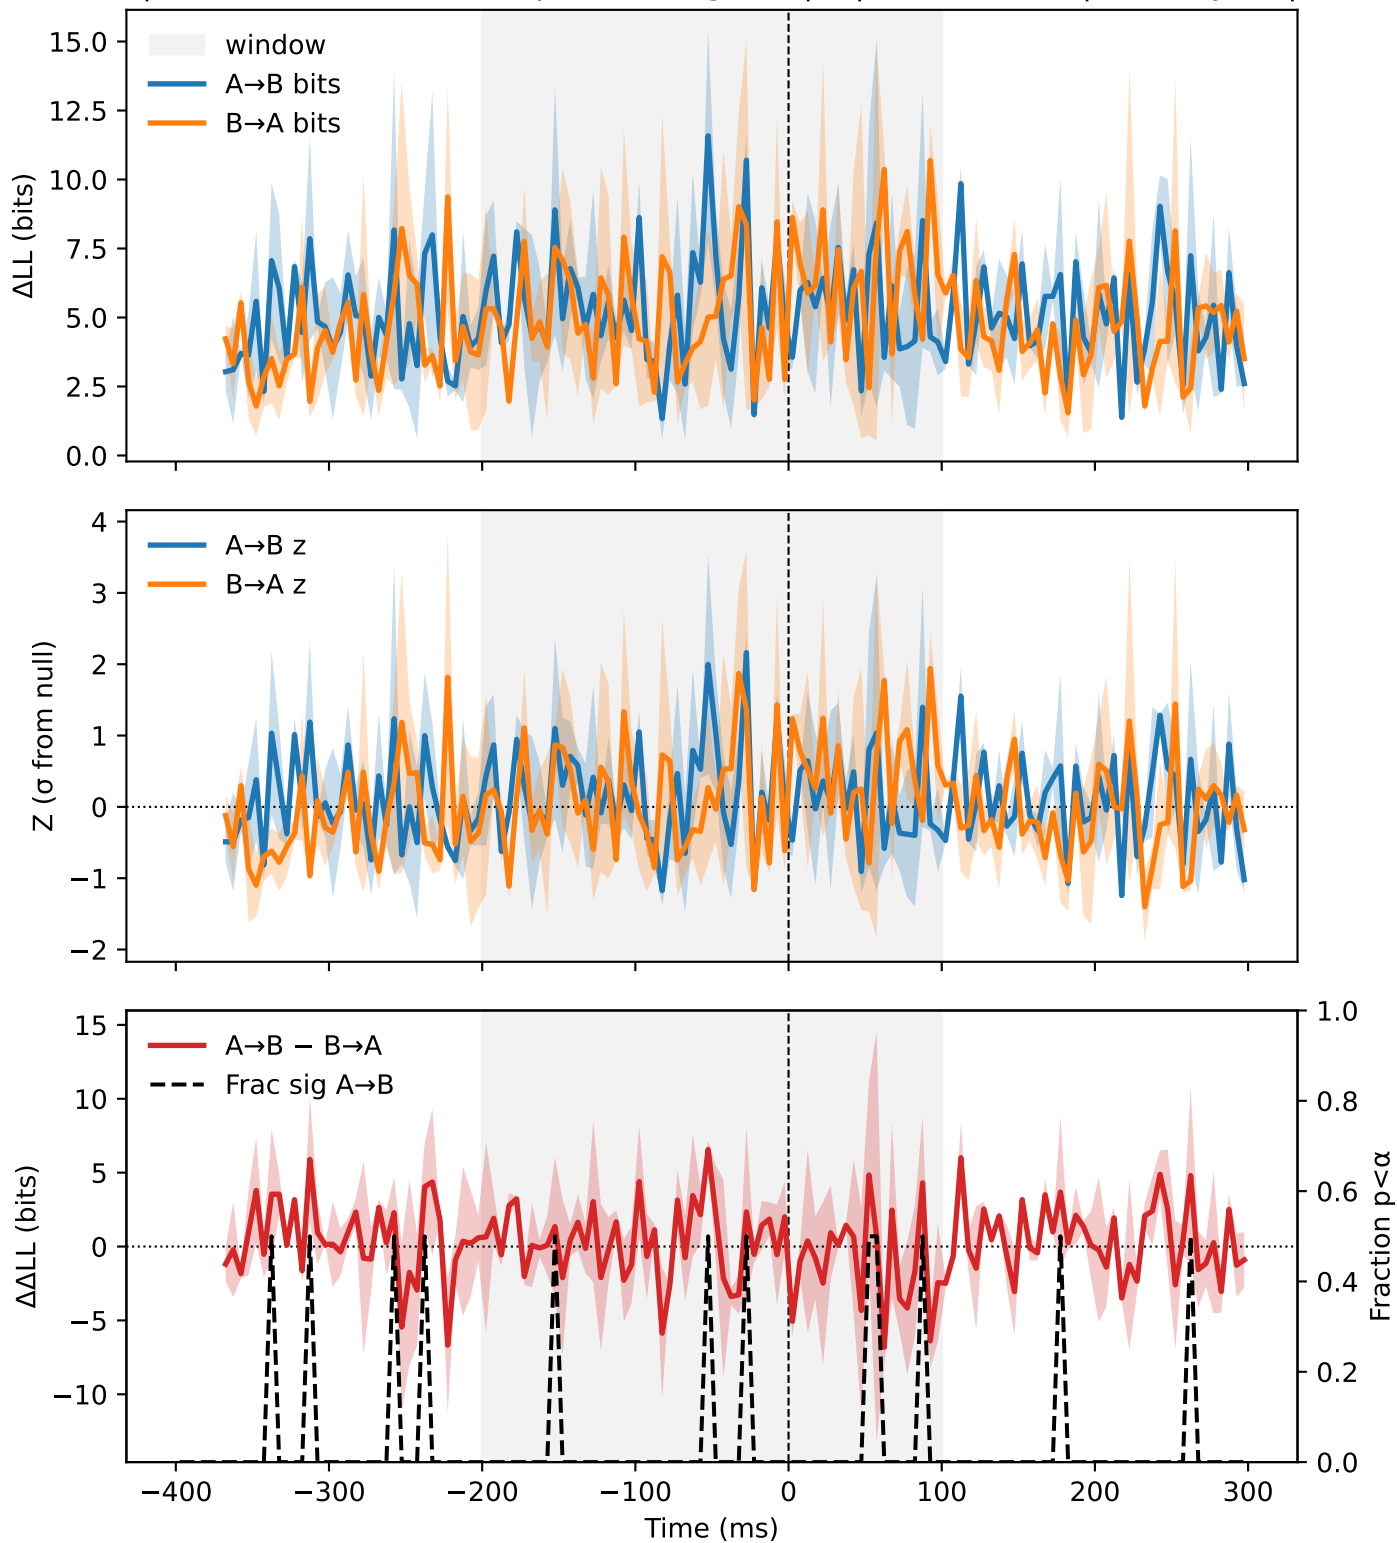 15.0
12.5
10.0
7.5
5.0
2.5
0.0
ΔLL (bits)
window
A→B bits
B→A bits
4
3
2
1
0
−1
−2
Z (σ from null)
A→B z
B→A z
15
10
5
0
−5
−10
ΔΔLL (bits)
A→B − B→A
Frac sig A→B
1.0
0.8
0.6
0.4
0.2
0.0
Fraction p<α
−400 −300 −200 −100 0 100 200 300
Time (ms)